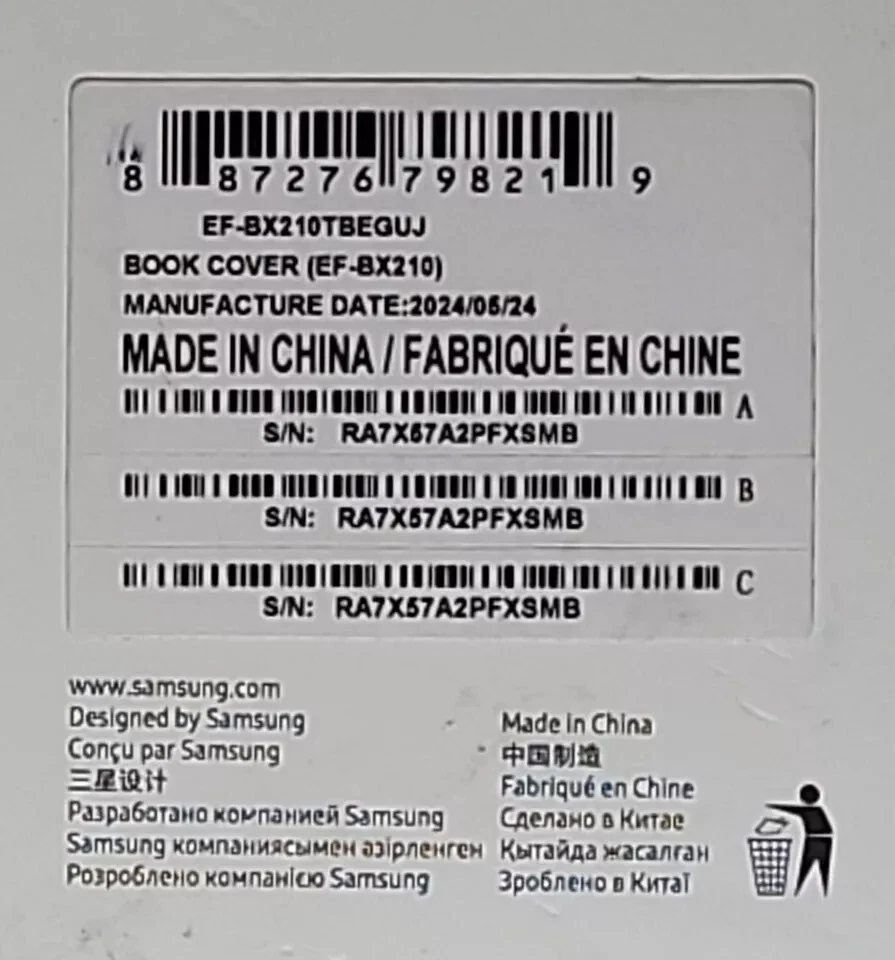 8 87276 79821 9
EF-BX210TBEGUJ
BOOK COVER (EF-BX210)
MANUFACTURE DATE:2024/05/24
MADE IN CHINA / FABRIQUÉ EN CHINE
A
S/N: RA7X57A2PFXSMB
B
S/N: RA7X57A2PFXSMB
C
S/N: RA7X57A2PFXSMB
www.samsung.com
Designed by Samsung
Conçu par Samsung
三星设计
Разработано компанией Samsung
Samsung компаниясымен әзірленген
Розроблено компанією Samsung
Made in China
中国制造
Fabriqué en Chine
Сделано в Китае
Қытайда жасалған
Зроблено в Китаї